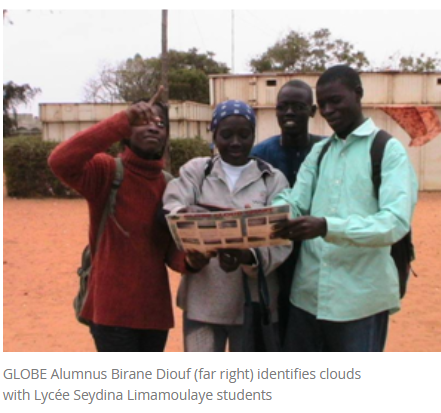 GLOBE Alumnus Birane Diouf (far right) identifies clouds
with Lycée Seydina Limamoulaye students